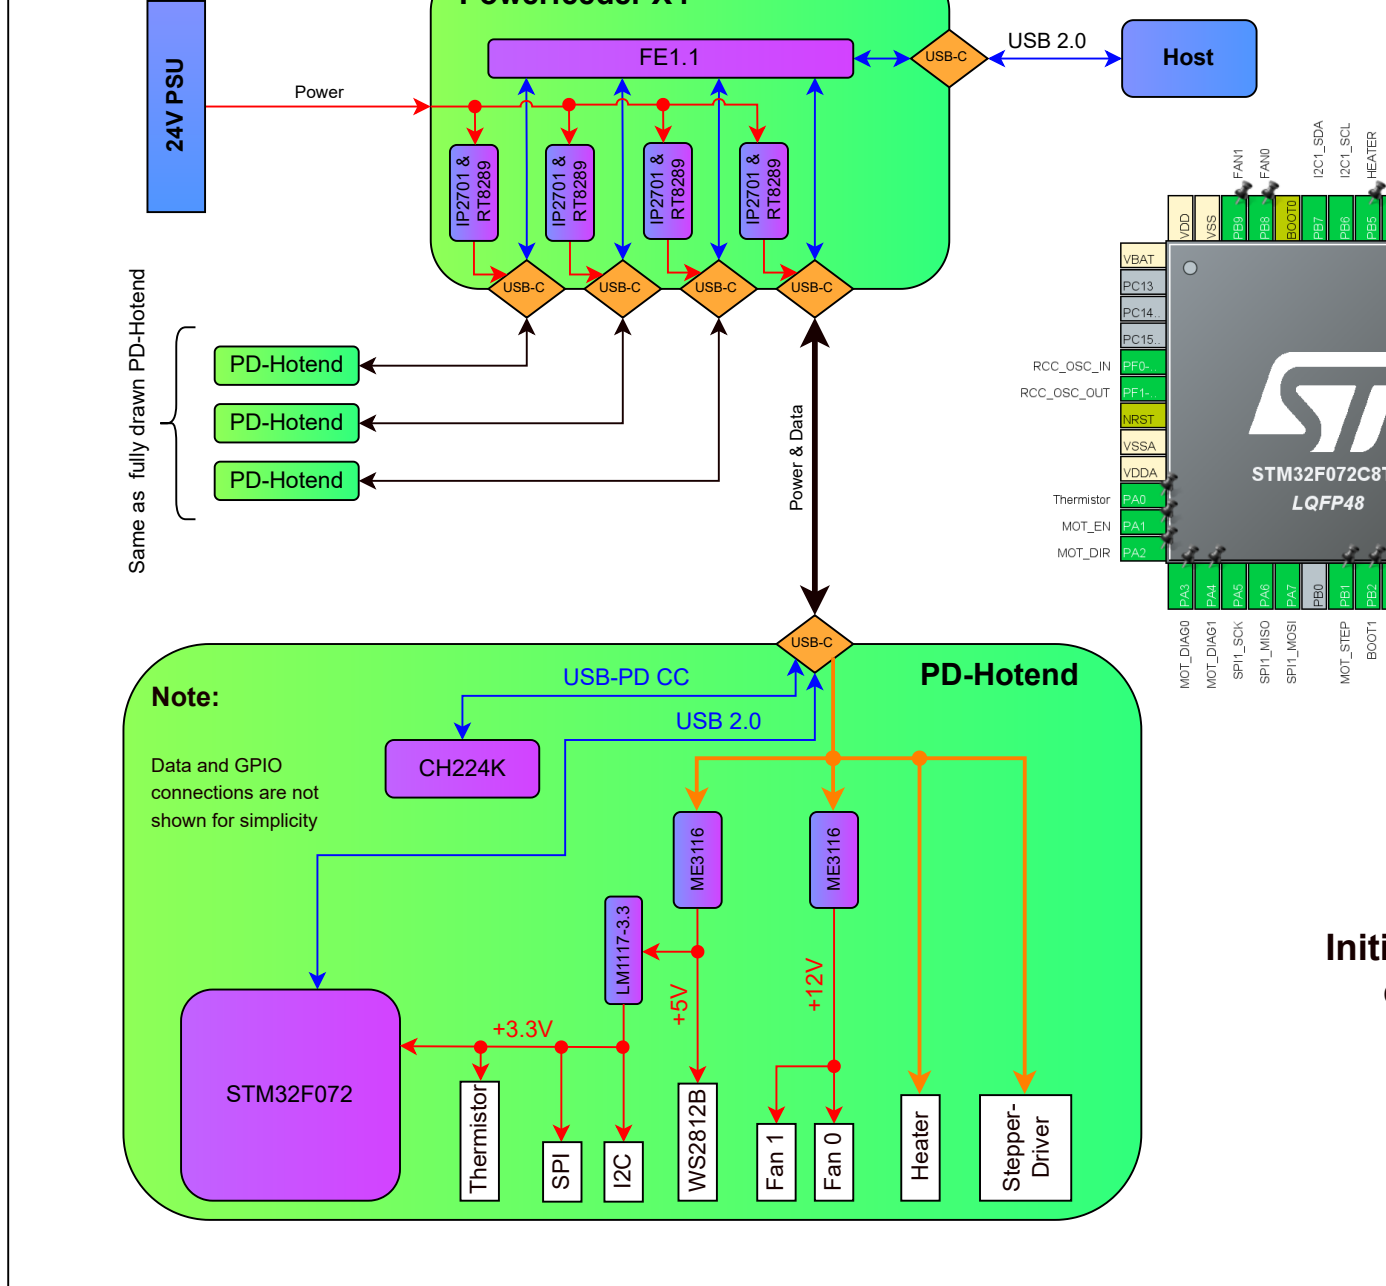 24V PSU
Power
FE1.1
USB-C
USB 2.0
Host
IP2701 &
RT8289
IP2701 &
RT8289
IP2701 &
RT8289
IP2701 &
RT8289
USB-C
USB-C
USB-C
USB-C
Same as fully drawn PD-Hotend
PD-Hotend
PD-Hotend
PD-Hotend
Power & Data
FAN1
FAN0
I2C1_SDA
I2C1_SCL
HEATER
VDD
VSS
PB9
PB8
BOOT0
PB7
PB6
PB5
VBAT
PC13
PC14..
PC15..
RCC_OSC_IN
PF0-..
RCC_OSC_OUT
PF1-..
NRST
VSSA
VDDA
Thermistor
PA0
MOT_EN
PA1
MOT_DIR
PA2
STM32F072C8T
LQFP48
PA3
PA4
PA5
PA6
PA7
PB0
PB1
PB2
MOT_DIAG0
MOT_DIAG1
SPI1_SCK
SPI1_MISO
SPI1_MOSI
MOT_STEP
BOOT1
USB-C
PD-Hotend
Note:
Data and GPIO
connections are not
shown for simplicity
USB-PD CC
USB 2.0
CH224K
ME3116
ME3116
LM1117-3.3
+5V
+12V
+3.3V
STM32F072
Thermistor
SPI
I2C
WS2812B
Fan 1
Fan 0
Heater
Stepper-
Driver
Initi